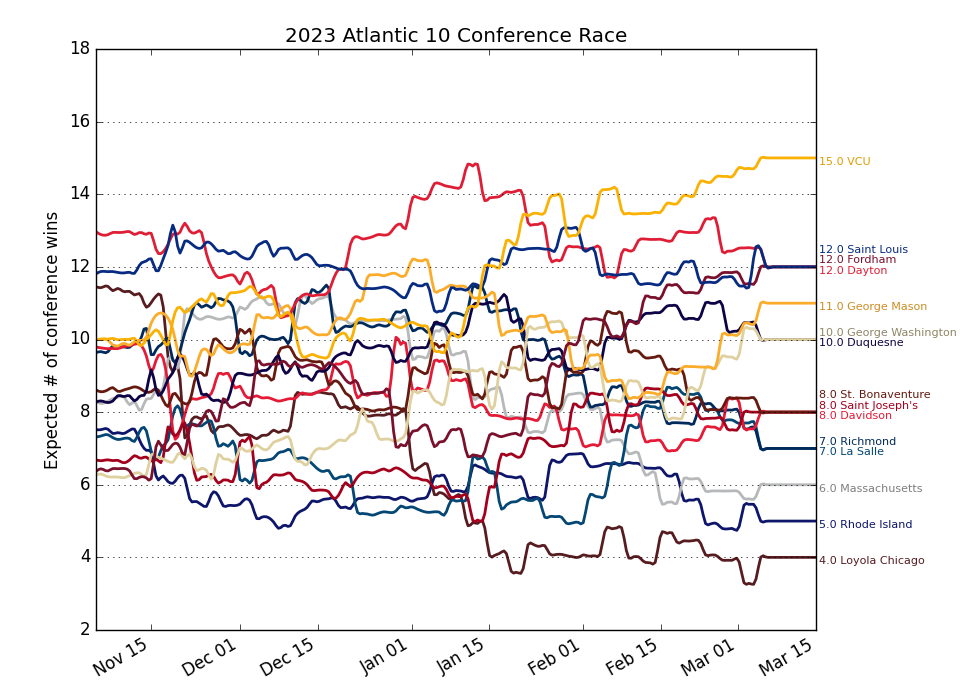 2023 Atlantic 10 Conference Race
Expected # of conference wins
18
16
14
12
10
8
6
4
2
15.0 VCU
12.0 Saint Louis
12.0 Fordham
12.0 Dayton
11.0 George Mason
10.0 George Washington
10.0 Duquesne
8.0 St. Bonaventure
8.0 Saint Joseph's
8.0 Davidson
7.0 Richmond
7.0 La Salle
6.0 Massachusetts
5.0 Rhode Island
4.0 Loyola Chicago
Nov 15
Dec 01
Dec 15
Jan 01
Jan 15
Feb 01
Feb 15
Mar 01
Mar 15